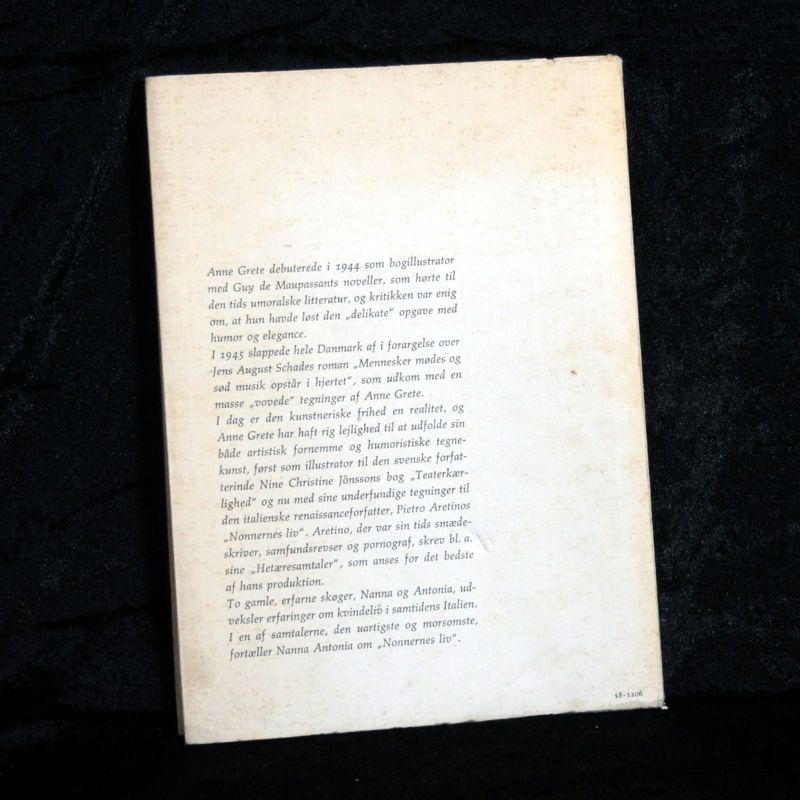 Anne Grete debuterede i 1944 som bogillustrator
med Guy de Maupassants noveller, som hørte til
den tids umoralske litteratur, og kritikken var enig
om, at hun havde løst den „delikate" opgave med
humor og elegance.
I 1945 slappede hele Danmark af i forargelse over
Jens August Schades roman „Mennesker mødes og
sød musik opstår i hjertet", som udkom med en
masse „vovede" tegninger af Anne Grete.
I dag er den kunstneriske frihed en realitet, og
Anne Grete har haft rig lejlighed til at udfolde sin
både artistisk fornemme og humoristiske tegne-
kunst, først som illustrator til den svenske forfat-
terinde Nine Christine Jönssons bog „Teaterkær-
lighed" og nu med sine underfundige tegninger til
den italienske renaissanceforfatter, Pietro Aretinos
„Nonnernes liv". Aretino, der var sin tids smæde-
skriver, samfundsrevser og pornograf, skrev bl. a.
sine „Hetæresamtaler", som anses for det bedste
af hans produktion.
To gamle, erfarne skøger, Nanna og Antonia, ud-
veksler erfaringer om kvindeliv i samtidens Italien.
I en af samtalerne, den uartigste og morsomste,
fortæller Nanna Antonia om „Nonnernes liv".
18-1206